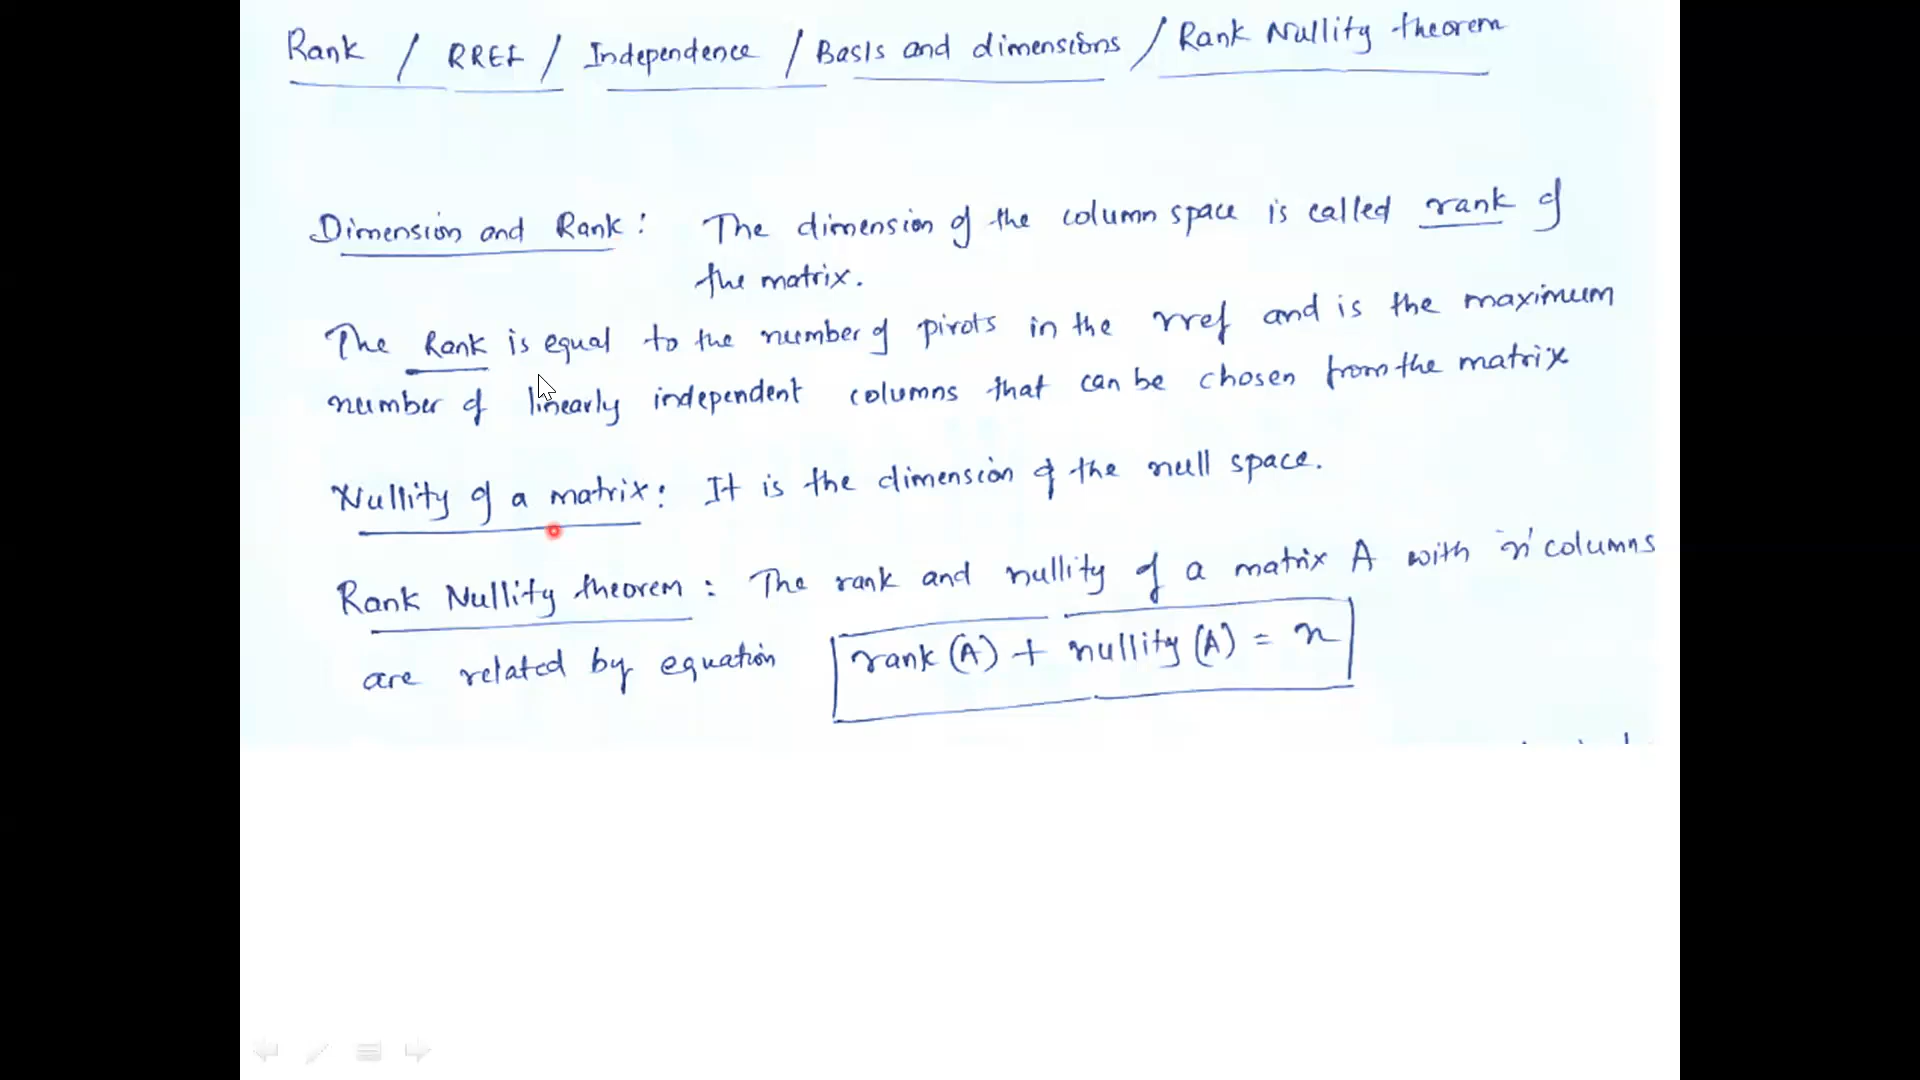 Rank / RREF / Independence / Basis and dimensions / Rank Nullity theorem
Dimension and Rank: The dimension of the column space is called rank of
the matrix.
The Rank is equal to the number of pivots in the rref and is the maximum
number of linearly independent columns that can be chosen from the matrix
Nullity of a matrix: It is the dimension of the null space.
Rank Nullity theorem: The rank and nullity of a matrix A with 'n' columns
are related by equation rank(A) + nullity(A) = n